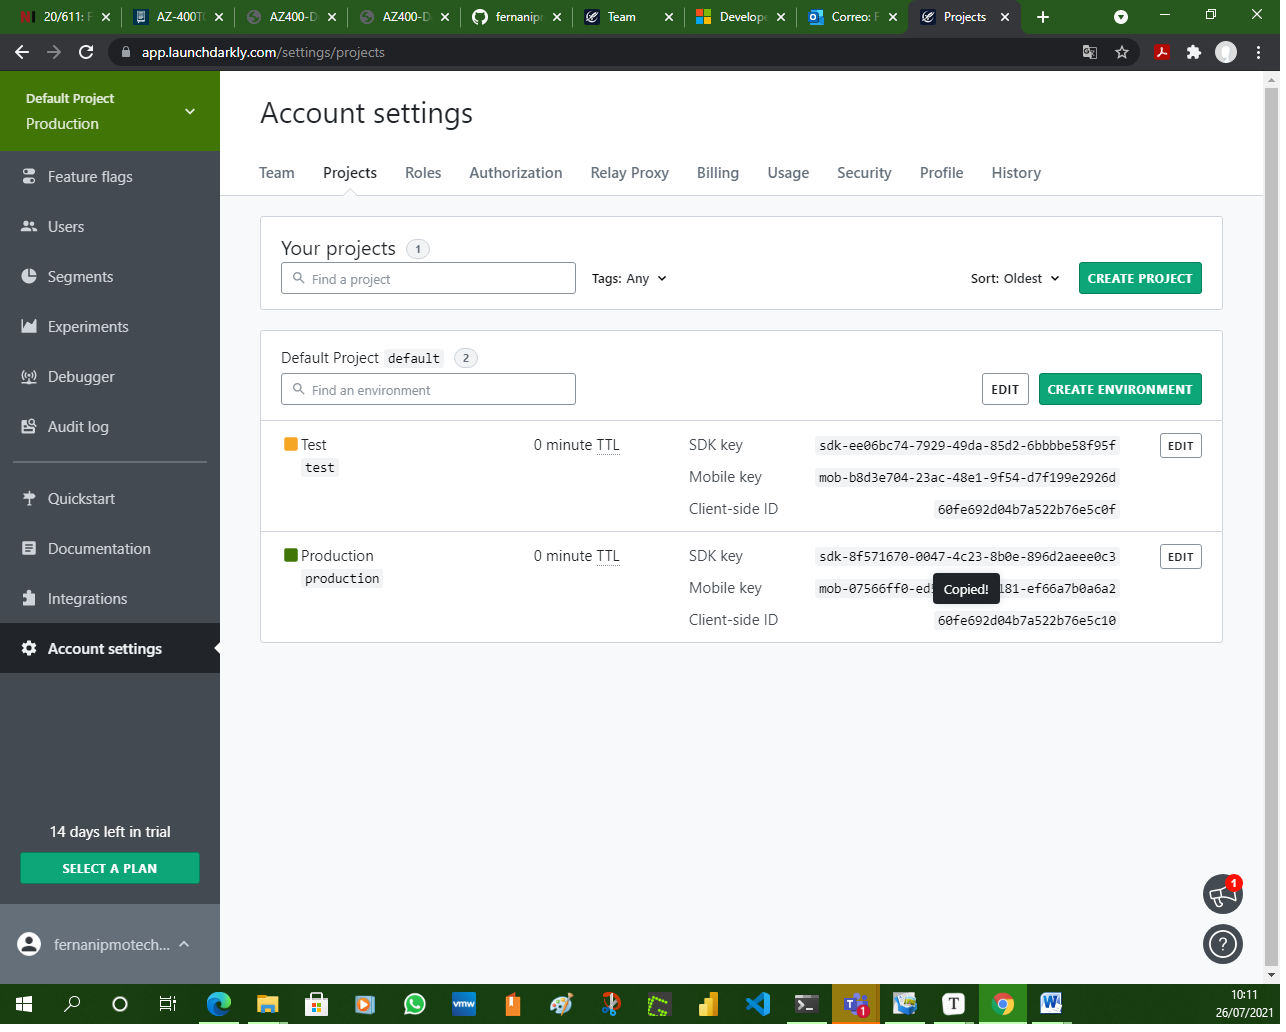 20/611: F
AZ-400T0
AZ400-D
AZ400-D
fernanipr
Team
Develope
Correo: F
Projects
app.launchdarkly.com/settings/projects
Default Project
Production
Feature flags
Users
Segments
Experiments
Debugger
Audit log
Quickstart
Documentation
Integrations
Account settings
14 days left in trial
SELECT A PLAN
fernanipmotech...
Account settings
Team Projects Roles Authorization Relay Proxy Billing Usage Security Profile History
Your projects 1
Find a project
Tags: Any
Sort: Oldest
CREATE PROJECT
Default Project default 2
Find an environment
EDIT
CREATE ENVIRONMENT
Test
test
0 minute TTL
SDK key sdk-ee06bc74-7929-49da-85d2-6bbbbe58f95f
Mobile key mob-b8d3e704-23ac-48e1-9f54-d7f199e2926d
Client-side ID 60fe692d04b7a522b76e5c0f
EDIT
Production
production
0 minute TTL
SDK key sdk-8f571670-0047-4c23-8b0e-896d2aeee0c3
Mobile key mob-07566ff0-ed 181-ef66a7b0a6a2
Copied!
Client-side ID 60fe692d04b7a522b76e5c10
EDIT
1
?
vmw
1
T
10:11
26/07/2021